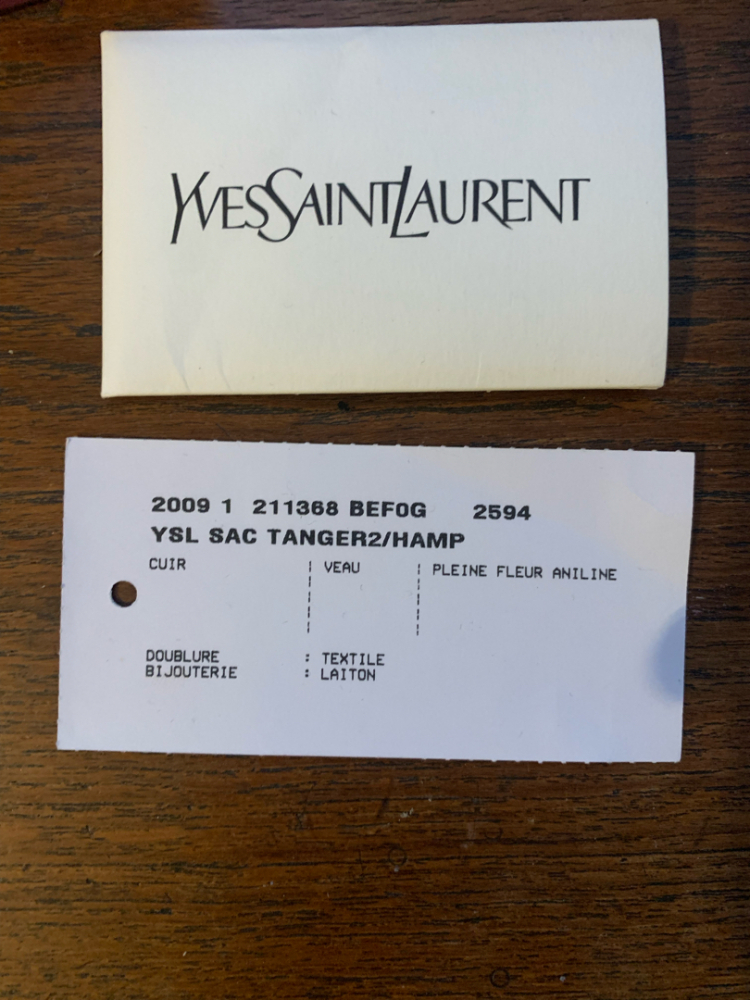 YVESSAINTLAURENT
2009 1 211368 BEF0G 2594
YSL SAC TANGER2/HAMP
CUIR | VEAU | PLEINE FLEUR ANILINE
DOUBLURE : TEXTILE
BIJOUTERIE : LAITON